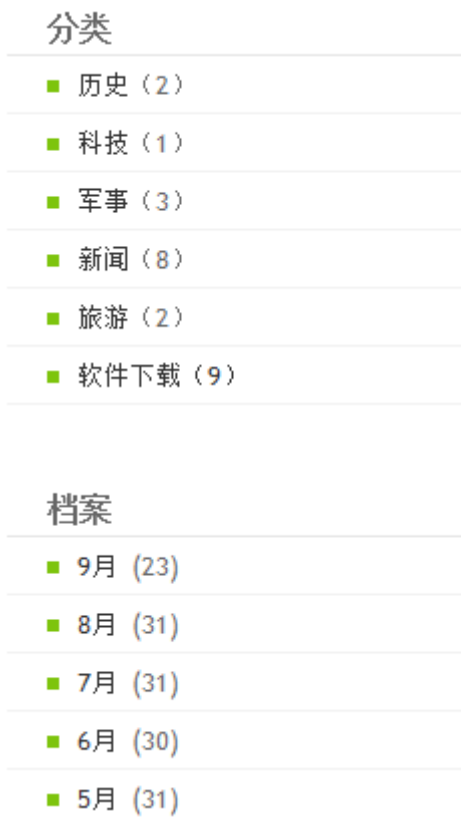 分类
历史（2）
科技（1）
军事（3）
新闻（8）
旅游（2）
软件下载（9）
档案
9月 (23)
8月 (31)
7月 (31)
6月 (30)
5月 (31)